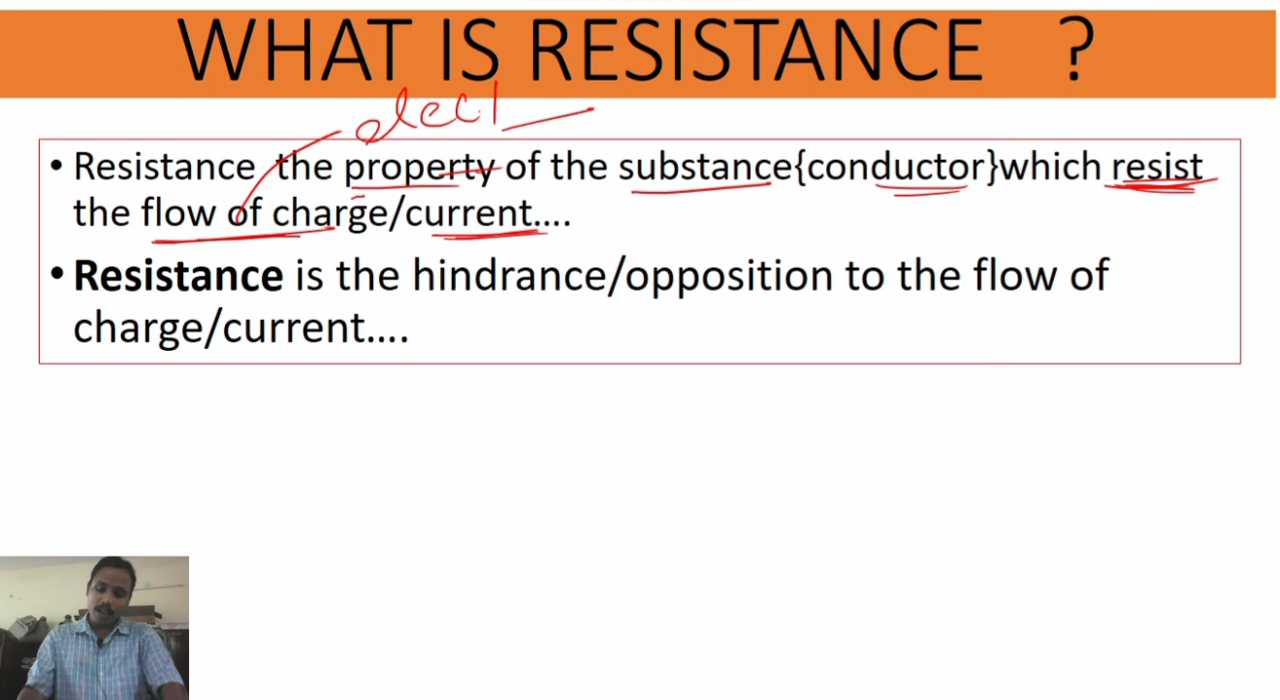 WHAT IS RESISTANCE ?
elect
• Resistance the property of the substance{conductor}which resist
the flow of charge/current....
• Resistance is the hindrance/opposition to the flow of
charge/current....